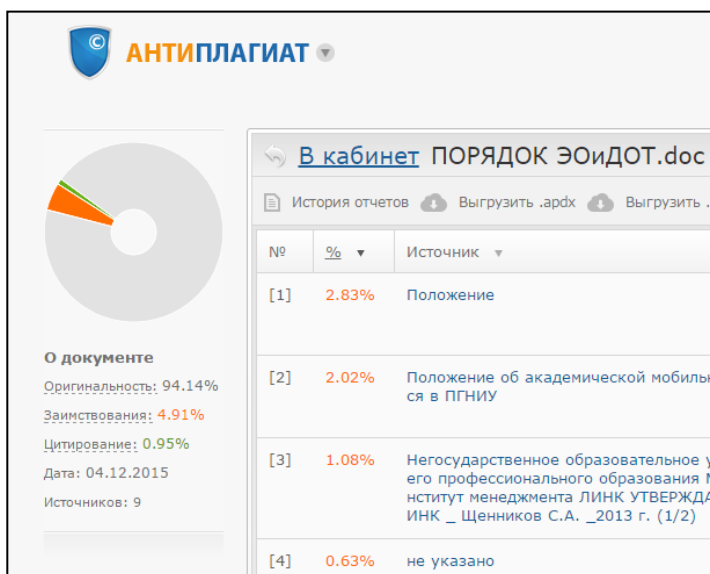 ©
АНТИПЛАГИАТ
В кабинет ПОРЯДОК ЭОиДОТ.doc
История отчетов Выгрузить .apdx Выгрузить .
№ % Источник
[1] 2.83% Положение
[2] 2.02% Положение об академической
ся в ПГНИУ
[3] 1.08% Негосударственное образовательное
его профессионального образования
нститут менеджмента ЛИНК
ИНК _ Щенников С.А. _2013 г. (1/2)
[4] 0.63% не указано
О документе
Оригинальность: 94.14%
Заимствования: 4.91%
Цитирование: 0.95%
Дата: 04.12.2015
Источников: 9